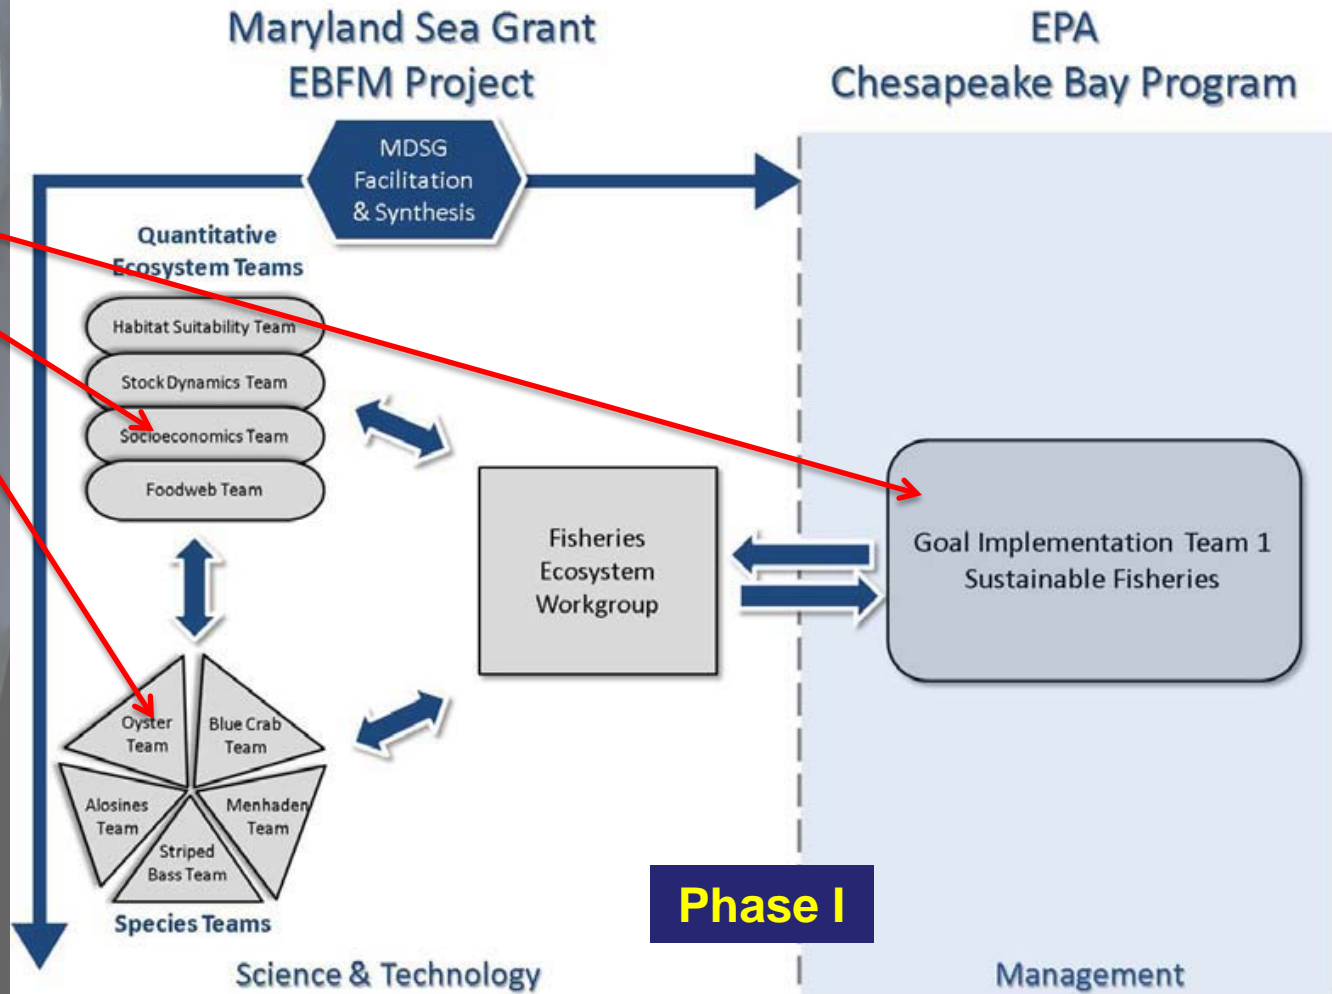 Maryland Sea Grant
EBFM Project
EPA
Chesapeake Bay Program
MDSG
Facilitation
& Synthesis
Quantitative
Ecosystem Teams
Habitat Suitability Team
Stock Dynamics Team
Socioeconomics Team
Foodweb Team
Fisheries
Ecosystem
Workgroup
Goal Implementation Team 1
Sustainable Fisheries
Oyster
Team
Blue Crab
Team
Alosines
Team
Menhaden
Team
Striped
Bass Team
Species Teams
Phase I
Science & Technology
Management